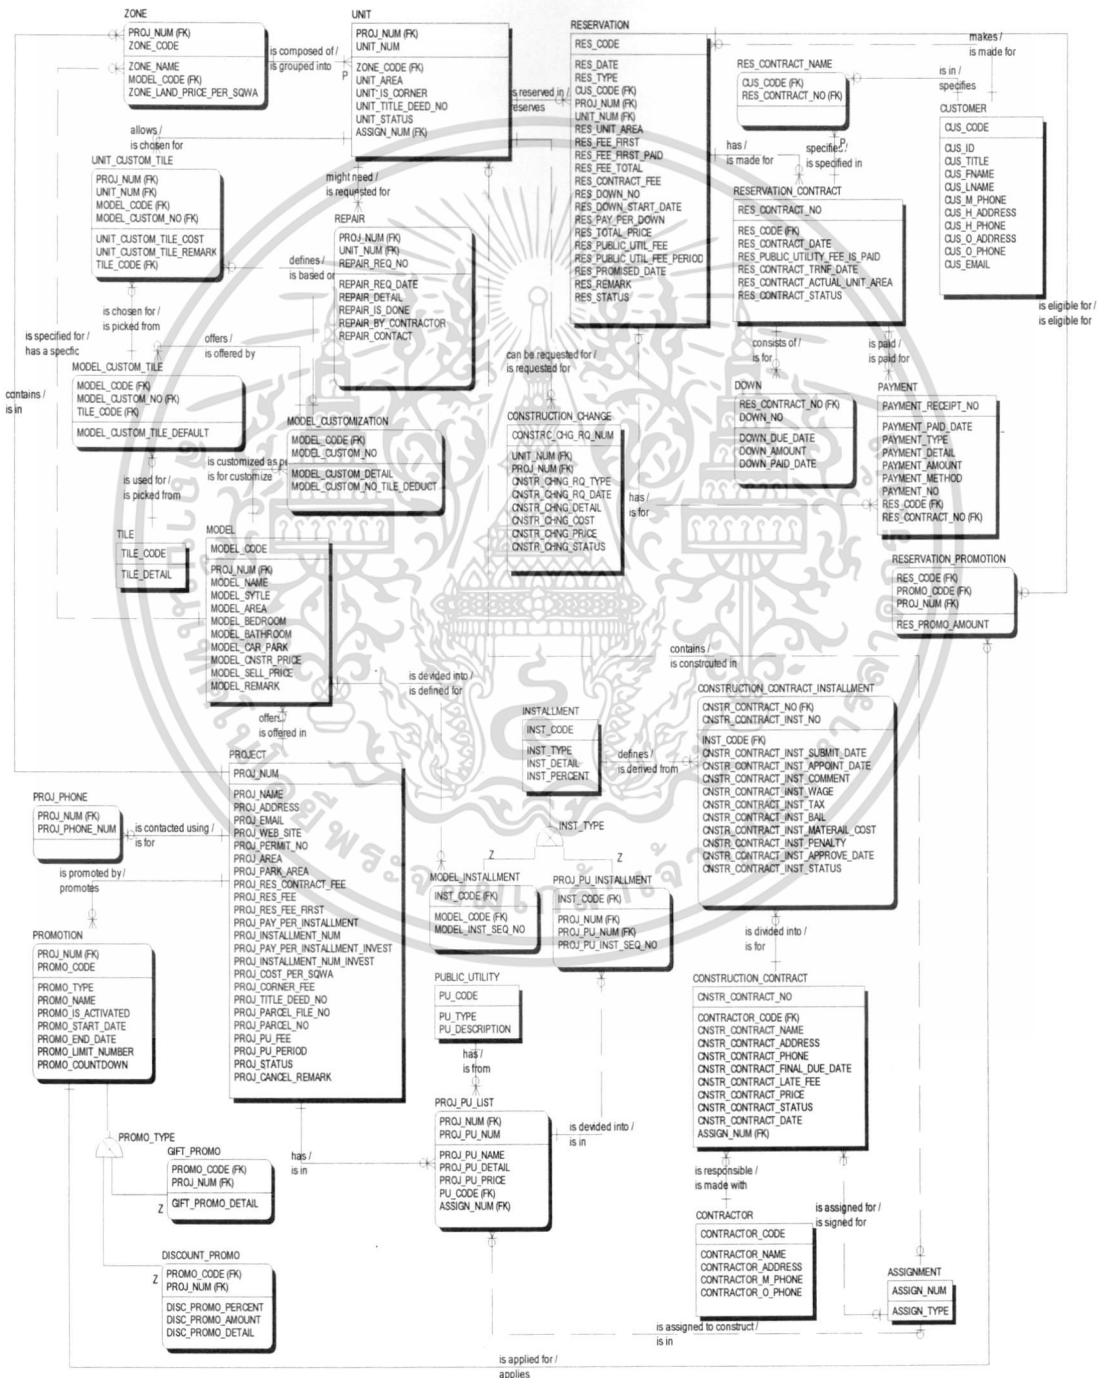 ZONE
PROJ_NUM (FK)
ZONE_CODE
ZONE_NAME
MODEL_CODE (FK)
ZONE_LAND_PRICE_PER_SQWA
is composed of /
is grouped into
P
UNIT
PROJ_NUM (FK)
UNIT_NUM
ZONE_CODE (FK)
UNIT_AREA
UNIT_IS_CORNER
UNIT_TITLE_DEED_NO
UNIT_STATUS
ASSIGN_NUM (FK)
is reserved in /
reserves
RESERVATION
RES_CODE
RES_DATE
RES_TYPE
CUS_CODE (FK)
PROJ_NUM (FK)
UNIT_NUM (FK)
RES_UNIT_AREA
RES_FEE_FIRST
RES_FEE_FIRST_PAID
RES_FEE_TOTAL
RES_CONTRACT_FEE
RES_DOWN_NO
RES_DOWN_START_DATE
RES_PAY_PER_DOWN
RES_TOTAL_PRICE
RES_PUBLIC_UTIL_FEE
RES_PUBLIC_UTIL_FEE_PERIOD
RES_PROMISED_DATE
RES_REMARK
RES_STATUS
makes /
is made for
RES_CONTRACT_NAME
CUS_CODE (FK)
RES_CONTRACT_NO (FK)
is in /
specifies
CUSTOMER
CUS_CODE
CUS_ID
CUS_TITLE
CUS_FNAME
CUS_LNAME
CUS_M_PHONE
CUS_H_ADDRESS
CUS_H_PHONE
CUS_O_ADDRESS
CUS_O_PHONE
CUS_EMAIL
has /
is made for
specifies /
is specified in
P
RESERVATION_CONTRACT
RES_CONTRACT_NO
RES_CODE (FK)
RES_CONTRACT_DATE
RES_PUBLIC_UTILITY_FEE_IS_PAID
RES_CONTRACT_TRNF_DATE
RES_CONTRACT_ACTUAL_UNIT_AREA
RES_CONTRACT_STATUS
is eligible for /
is eligible for
allows /
is chosen for
UNIT_CUSTOM_TILE
PROJ_NUM (FK)
UNIT_NUM (FK)
MODEL_CODE (FK)
MODEL_CUSTOM_NO (FK)
UNIT_CUSTOM_TILE_COST
UNIT_CUSTOM_TILE_REMARK
TILE_CODE (FK)
might need /
is requested for
REPAIR
PROJ_NUM (FK)
UNIT_NUM (FK)
REPAIR_REQ_NO
REPAIR_REQ_DATE
REPAIR_DETAIL
REPAIR_IS_DONE
REPAIR_BY_CONTRACTOR
REPAIR_CONTACT
defines /
is based on
is chosen for /
is picked from
is specified for /
has a specfic
offers /
is offered by
contains /
is in
MODEL_CUSTOM_TILE
MODEL_CODE (FK)
MODEL_CUSTOM_NO (FK)
TILE_CODE (FK)
MODEL_CUSTOM_TILE_DEFAULT
MODEL_CUSTOMIZATION
MODEL_CODE (FK)
MODEL_CUSTOM_NO
MODEL_CUSTOM_DETAIL
MODEL_CUSTOM_NO_TILE_DEDUCT
is customized as
is for customize
can be requested for /
is requested for
CONSTRUCTION_CHANGE
CONSTRC_CHG_RQ_NUM
UNIT_NUM (FK)
PROJ_NUM (FK)
CNSTR_CHNG_RQ_TYPE
CNSTR_CHNG_RQ_DATE
CNSTR_CHNG_DETAIL
CNSTR_CHNG_COST
CNSTR_CHNG_PRICE
CNSTR_CHNG_STATUS
consists of /
is for
is paid /
is paid for
DOWN
RES_CONTRACT_NO (FK)
DOWN_NO
DOWN_DUE_DATE
DOWN_AMOUNT
DOWN_PAID_DATE
PAYMENT
PAYMENT_RECEIPT_NO
PAYMENT_PAID_DATE
PAYMENT_TYPE
PAYMENT_DETAIL
PAYMENT_AMOUNT
PAYMENT_METHOD
PAYMENT_NO
RES_CODE (FK)
RES_CONTRACT_NO (FK)
has /
is for
is used for /
is picked from
TILE
TILE_CODE
TILE_DETAIL
MODEL
MODEL_CODE
PROJ_NUM (FK)
MODEL_NAME
MODEL_SYTLE
MODEL_AREA
MODEL_BEDROOM
MODEL_BATHROOM
MODEL_CAR_PARK
MODEL_CNSTR_PRICE
MODEL_SELL_PRICE
MODEL_REMARK
RESERVATION_PROMOTION
RES_CODE (FK)
PROMO_CODE (FK)
PROJ_NUM (FK)
RES_PROMO_AMOUNT
contains /
is constrcuted in
is devided into /
is defined for
offers /
is offered in
INSTALLMENT
INST_CODE
INST_TYPE
INST_DETAIL
INST_PERCENT
defines /
is derived from
CONSTRUCTION_CONTRACT_INSTALLMENT
CNSTR_CONTRACT_NO (FK)
CNSTR_CONTRACT_INST_NO
INST_CODE (FK)
CNSTR_CONTRACT_INST_SUBMIT_DATE
CNSTR_CONTRACT_INST_APPOINT_DATE
CNSTR_CONTRACT_INST_COMMENT
CNSTR_CONTRACT_INST_WAGE
CNSTR_CONTRACT_INST_TAX
CNSTR_CONTRACT_INST_BAIL
CNSTR_CONTRACT_INST_MATERAIL_COST
CNSTR_CONTRACT_INST_PENALTY
CNSTR_CONTRACT_INST_APPROVE_DATE
CNSTR_CONTRACT_INST_STATUS
PROJECT
PROJ_NUM
PROJ_NAME
PROJ_ADDRESS
PROJ_EMAIL
PROJ_WEB_SITE
PROJ_PERMIT_NO
PROJ_AREA
PROJ_PARK_AREA
PROJ_RES_CONTRACT_FEE
PROJ_RES_FEE
PROJ_RES_FEE_FIRST
PROJ_PAY_PER_INSTALLMENT
PROJ_INSTALLMENT_NUM
PROJ_PAY_PER_INSTALLMENT_INVEST
PROJ_INSTALLMENT_NUM_INVEST
PROJ_COST_PER_SQWA
PROJ_CORNER_FEE
PROJ_TITLE_DEED_NO
PROJ_PARCEL_FILE_NO
PROJ_PARCEL_NO
PROJ_PU_FEE
PROJ_PU_PERIOD
PROJ_STATUS
PROJ_CANCEL_REMARK
PROJ_PHONE
PROJ_NUM (FK)
PROJ_PHONE_NUM
is contacted using /
is for
is promoted by /
promotes
INST_TYPE
Z
Z
MODEL_INSTALLMENT
INST_CODE (FK)
MODEL_CODE (FK)
MODEL_INST_SEQ_NO
PROJ_PU_INSTALLMENT
INST_CODE (FK)
PROJ_NUM (FK)
PROJ_PU_NUM (FK)
PROJ_PU_INST_SEQ_NO
PROMOTION
PROJ_NUM (FK)
PROMO_CODE
PROMO_TYPE
PROMO_NAME
PROMO_IS_ACTIVATED
PROMO_START_DATE
PROMO_END_DATE
PROMO_LIMIT_NUMBER
PROMO_COUNTDOWN
is divided into /
is for
PUBLIC_UTILITY
PU_CODE
PU_TYPE
PU_DESCRIPTION
has /
is from
CONSTRUCTION_CONTRACT
CNSTR_CONTRACT_NO
CONTRACTOR_CODE (FK)
CNSTR_CONTRACT_NAME
CNSTR_CONTRACT_ADDRESS
CNSTR_CONTRACT_PHONE
CNSTR_CONTRACT_FINAL_DUE_DATE
CNSTR_CONTRACT_LATE_FEE
CNSTR_CONTRACT_PRICE
CNSTR_CONTRACT_STATUS
CNSTR_CONTRACT_DATE
ASSIGN_NUM (FK)
PROJ_PU_LIST
PROJ_NUM (FK)
PROJ_PU_NUM
PROJ_PU_NAME
PROJ_PU_DETAIL
PROJ_PU_PRICE
PU_CODE (FK)
ASSIGN_NUM (FK)
is devided into /
is in
has /
is in
PROMO_TYPE
GIFT_PROMO
PROMO_CODE (FK)
PROJ_NUM (FK)
GIFT_PROMO_DETAIL
Z
is responsible /
is made with
is assigned for /
is signed for
CONTRACTOR
CONTRACTOR_CODE
CONTRACTOR_NAME
CONTRACTOR_ADDRESS
CONTRACTOR_M_PHONE
CONTRACTOR_O_PHONE
DISCOUNT_PROMO
Z
PROMO_CODE (FK)
PROJ_NUM (FK)
DISC_PROMO_PERCENT
DISC_PROMO_AMOUNT
DISC_PROMO_DETAIL
ASSIGNMENT
ASSIGN_NUM
ASSIGN_TYPE
is assigned to construct /
is in
is applied for /
applies